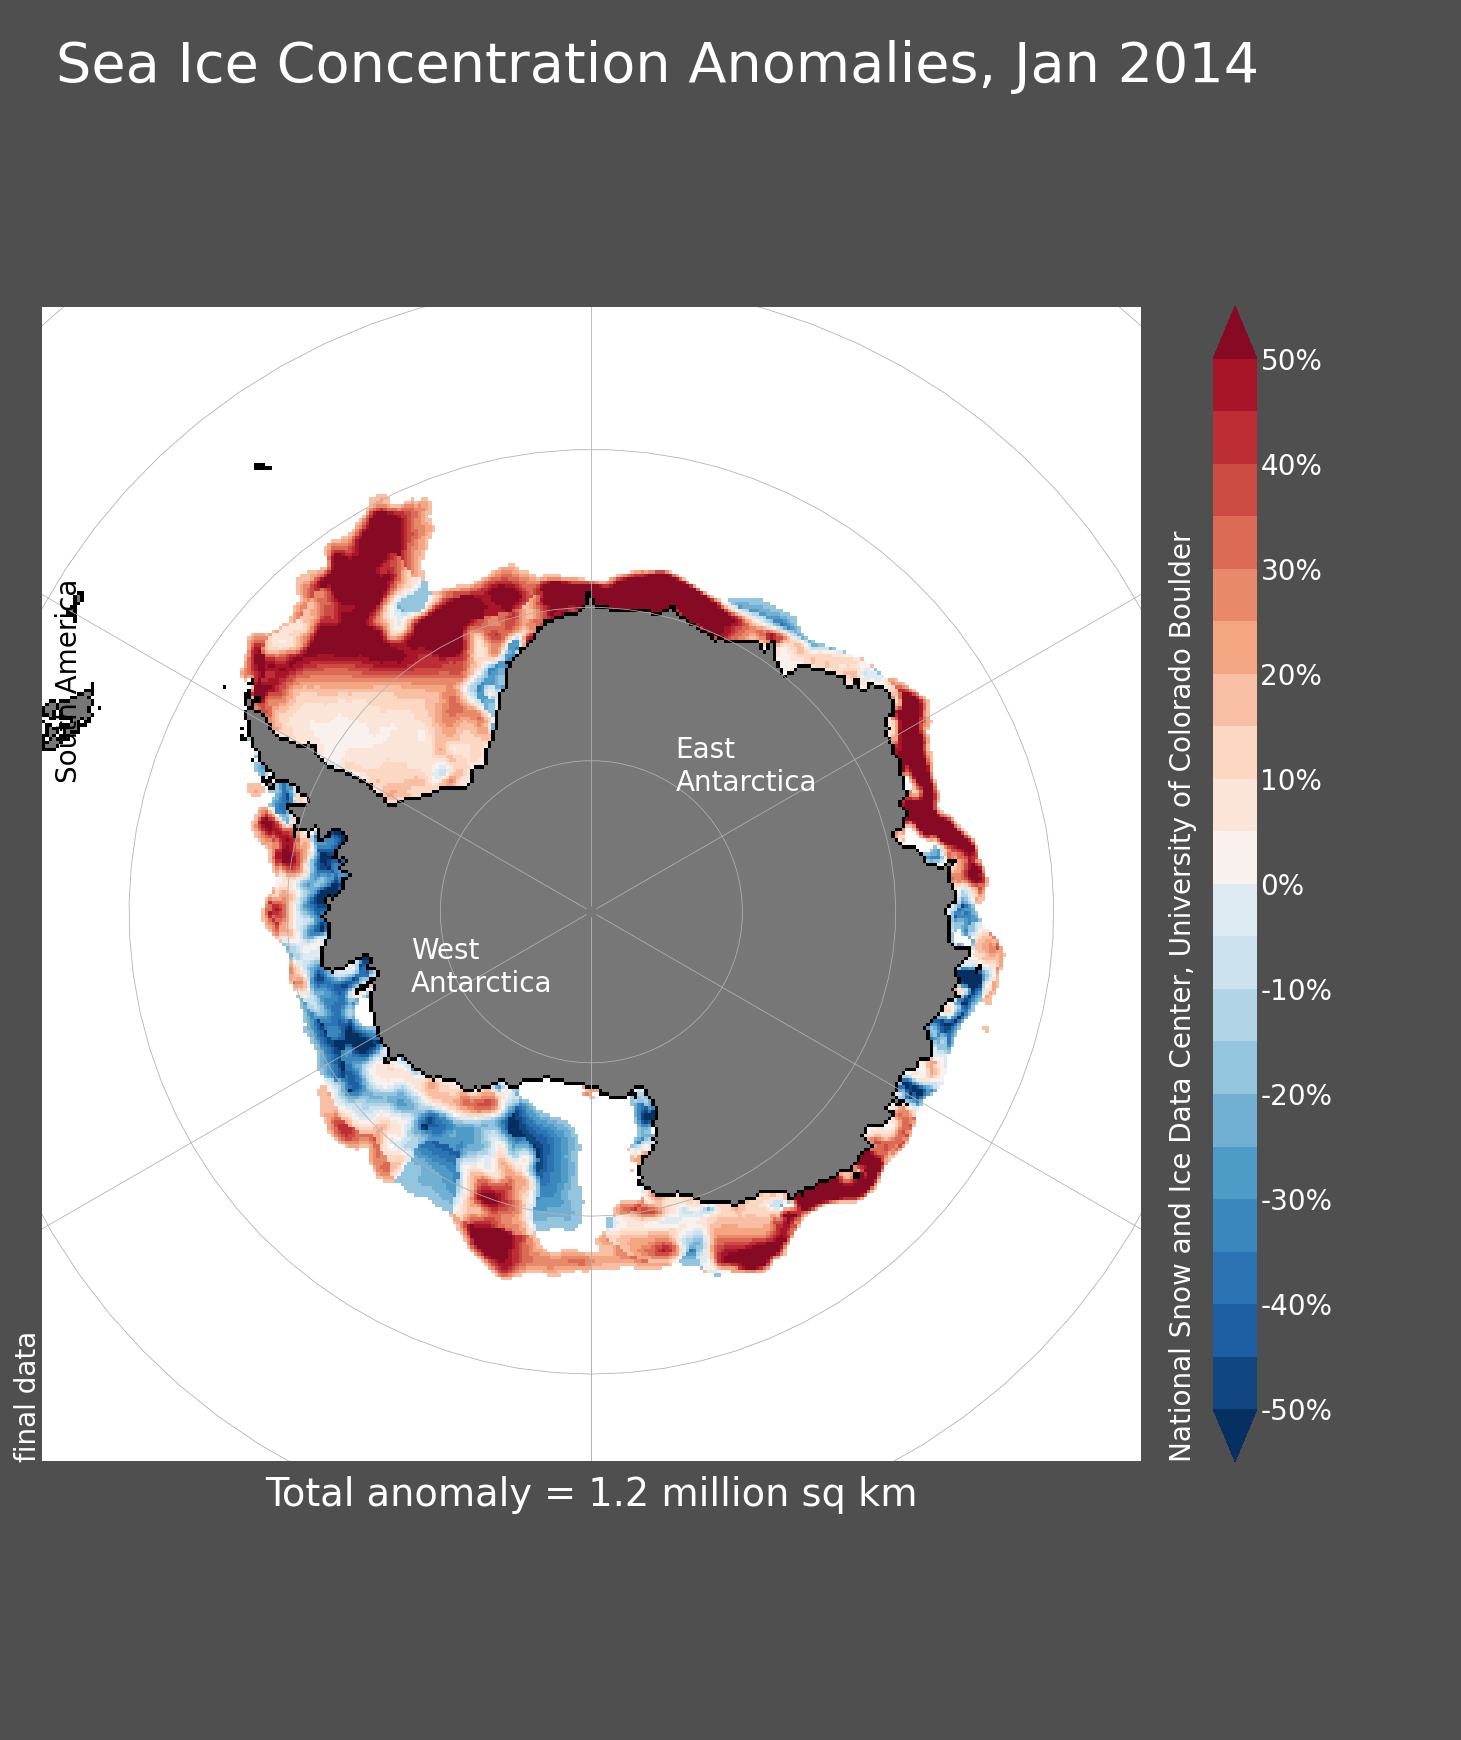 Sea Ice Concentration Anomalies, Jan 2014
South America
East
Antarctica
West
Antarctica
final data
National Snow and Ice Data Center, University of Colorado Boulder
50%
40%
30%
20%
10%
0%
-10%
-20%
-30%
-40%
-50%
Total anomaly = 1.2 million sq km